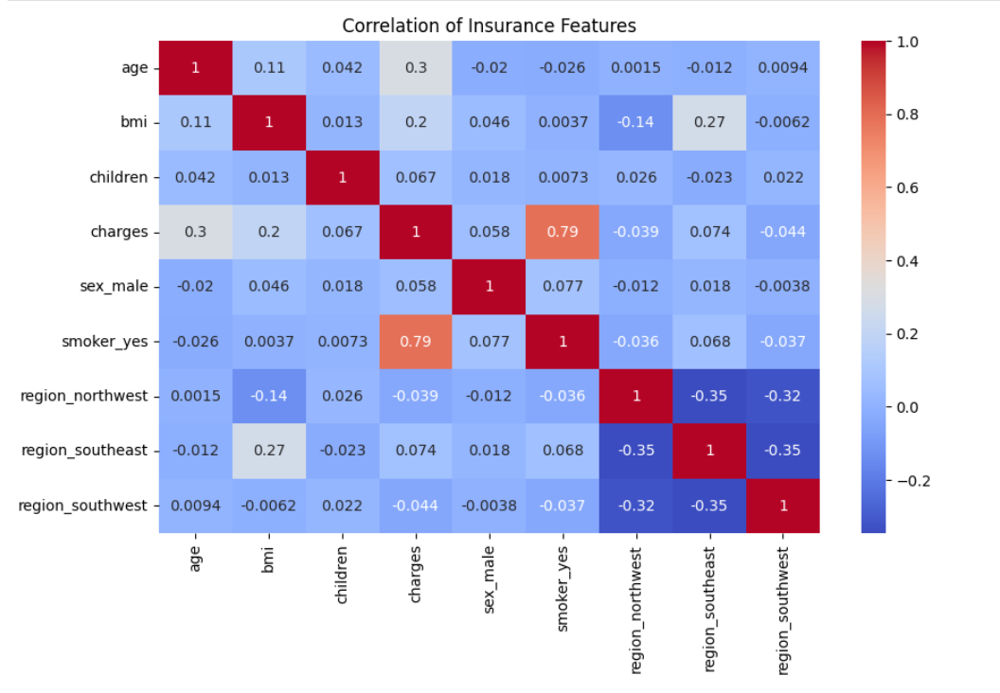 Correlation of Insurance Features
age 1 0.11 0.042 0.3 -0.02 -0.026 0.0015 -0.012 0.0094
bmi 0.11 1 0.013 0.2 0.046 0.0037 -0.14 0.27 -0.0062
children 0.042 0.013 1 0.067 0.018 0.0073 0.026 -0.023 0.022
charges 0.3 0.2 0.067 1 0.058 0.79 -0.039 0.074 -0.044
sex_male -0.02 0.046 0.018 0.058 1 0.077 -0.012 0.018 -0.0038
smoker_yes -0.026 0.0037 0.0073 0.79 0.077 1 -0.036 0.068 -0.037
region_northwest 0.0015 -0.14 0.026 -0.039 -0.012 -0.036 1 -0.35 -0.32
region_southeast -0.012 0.27 -0.023 0.074 0.018 0.068 -0.35 1 -0.35
region_southwest 0.0094 -0.0062 0.022 -0.044 -0.0038 -0.037 -0.32 -0.35 1
age
bmi
children
charges
sex_male
smoker_yes
region_northwest
region_southeast
region_southwest
1.0
0.8
0.6
0.4
0.2
0.0
−0.2